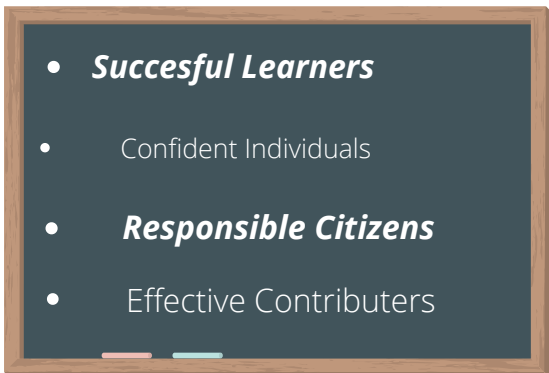 • Succesful Learners
• Confident Individuals
• Responsible Citizens
• Effective Contributers